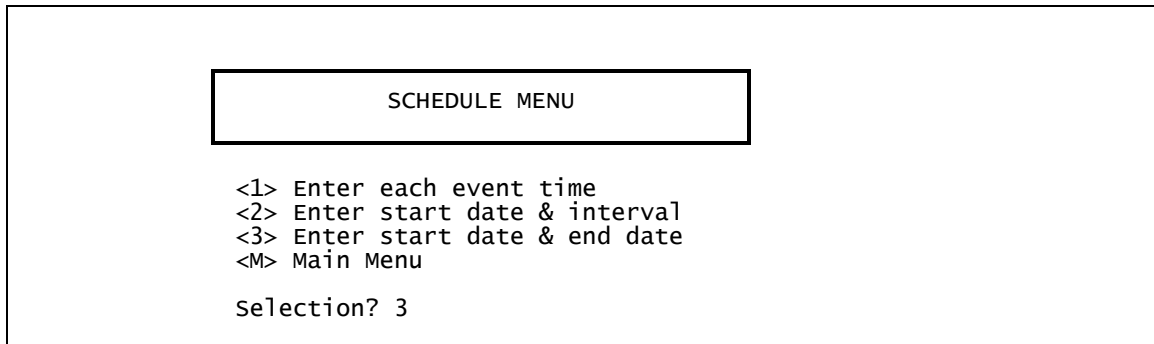 SCHEDULE MENU
<1> Enter each event time
<2> Enter start date & interval
<3> Enter start date & end date
<M> Main Menu
Selection? 3